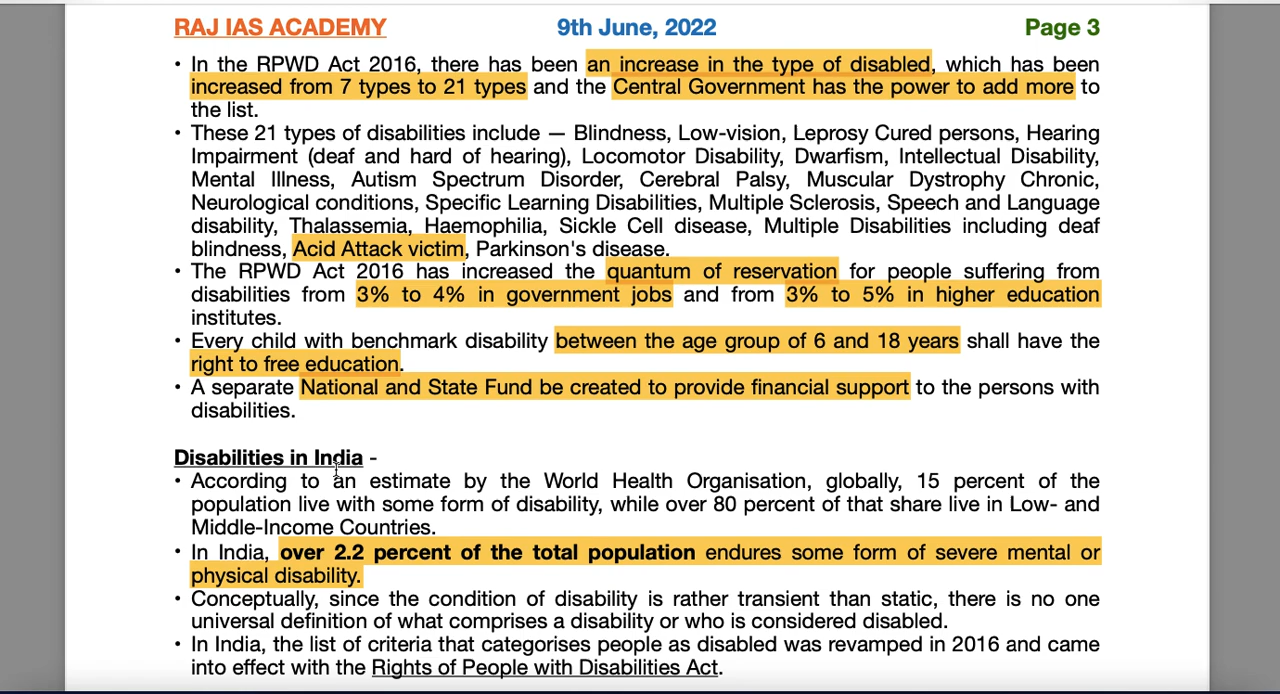 RAJ IAS ACADEMY 9th June, 2022 Page 3
• In the RPWD Act 2016, there has been an increase in the type of disabled, which has been
increased from 7 types to 21 types and the Central Government has the power to add more to
the list.
• These 21 types of disabilities include — Blindness, Low-vision, Leprosy Cured persons, Hearing
Impairment (deaf and hard of hearing), Locomotor Disability, Dwarfism, Intellectual Disability,
Mental Illness, Autism Spectrum Disorder, Cerebral Palsy, Muscular Dystrophy Chronic,
Neurological conditions, Specific Learning Disabilities, Multiple Sclerosis, Speech and Language
disability, Thalassemia, Haemophilia, Sickle Cell disease, Multiple Disabilities including deaf
blindness, Acid Attack victim, Parkinson's disease.
• The RPWD Act 2016 has increased the quantum of reservation for people suffering from
disabilities from 3% to 4% in government jobs and from 3% to 5% in higher education
institutes.
• Every child with benchmark disability between the age group of 6 and 18 years shall have the
right to free education.
• A separate National and State Fund be created to provide financial support to the persons with
disabilities.
Disabilities in India -
• According to an estimate by the World Health Organisation, globally, 15 percent of the
population live with some form of disability, while over 80 percent of that share live in Low- and
Middle-Income Countries.
• In India, over 2.2 percent of the total population endures some form of severe mental or
physical disability.
• Conceptually, since the condition of disability is rather transient than static, there is no one
universal definition of what comprises a disability or who is considered disabled.
• In India, the list of criteria that categorises people as disabled was revamped in 2016 and came
into effect with the Rights of People with Disabilities Act.